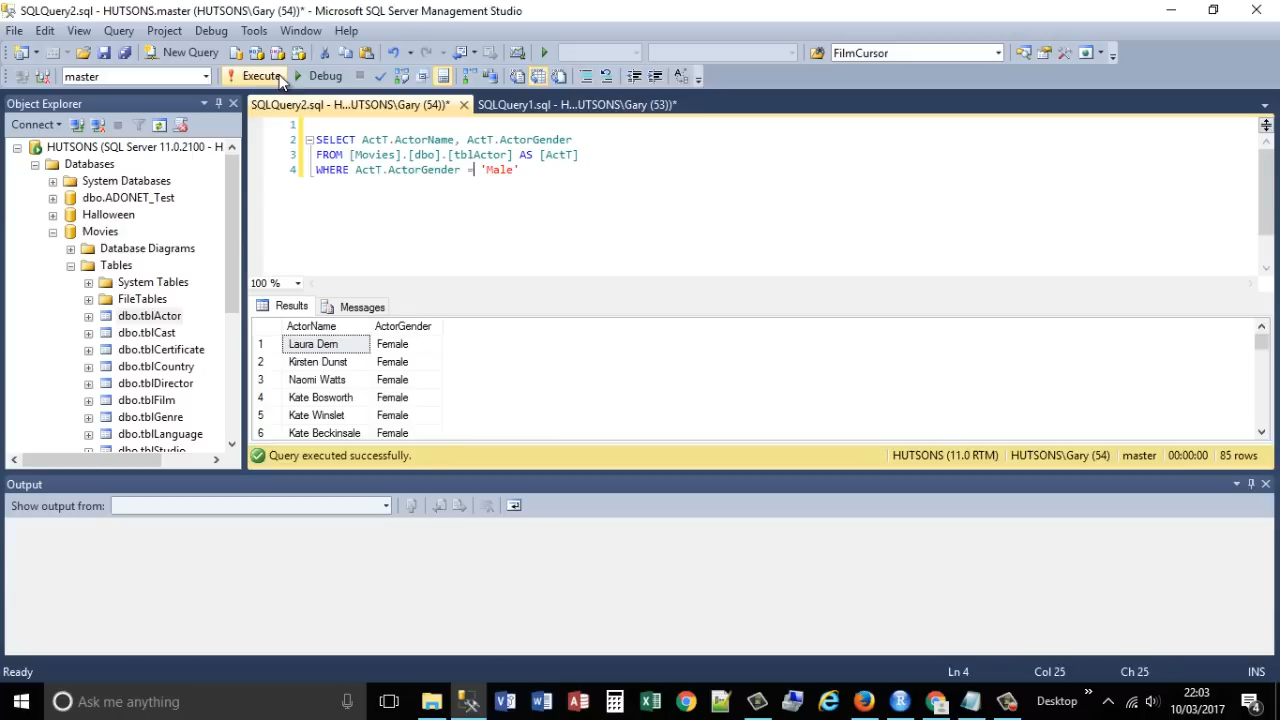 SQLQuery2.sql - HUTSONS.master (HUTSONS\Gary (54))* - Microsoft SQL Server Management Studio
File Edit View Query Project Debug Tools Window Help
New Query FilmCursor
master Execute Debug
Object Explorer
SQLQuery2.sql - H...UTSONS\Gary (54))* SQLQuery1.sql - H...UTSONS\Gary (53))*
Connect
HUTSONS (SQL Server 11.0.2100 - H
Databases
System Databases
dbo.ADONET_Test
Halloween
Movies
Database Diagrams
Tables
System Tables
FileTables
dbo.tblActor
dbo.tblCast
dbo.tblCertificate
dbo.tblCountry
dbo.tblDirector
dbo.tblFilm
dbo.tblGenre
dbo.tblLanguage
dbo.tblStudio
1
2 SELECT ActT.ActorName, ActT.ActorGender
3 FROM [Movies].[dbo].[tblActor] AS [ActT]
4 WHERE ActT.ActorGender = 'Male'
100 %
Results Messages
ActorName ActorGender
1 Laura Dern Female
2 Kirsten Dunst Female
3 Naomi Watts Female
4 Kate Bosworth Female
5 Kate Winslet Female
6 Kate Beckinsale Female
Query executed successfully. HUTSONS (11.0 RTM) HUTSONS\Gary (54) master 00:00:00 85 rows
Output
Show output from:
Ready Ln 4 Col 25 Ch 25 INS
Ask me anything Desktop 22:03
10/03/2017 4